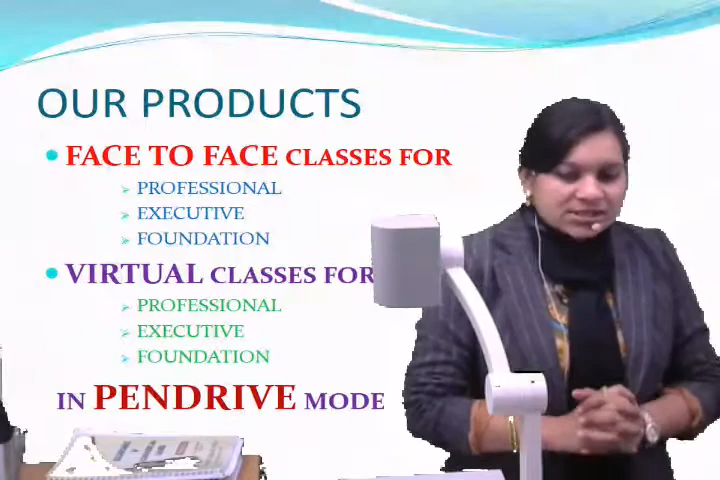 OUR PRODUCTS
FACE TO FACE CLASSES FOR
PROFESSIONAL
EXECUTIVE
FOUNDATION
VIRTUAL CLASSES FOR
PROFESSIONAL
EXECUTIVE
FOUNDATION
IN PENDRIVE MODE